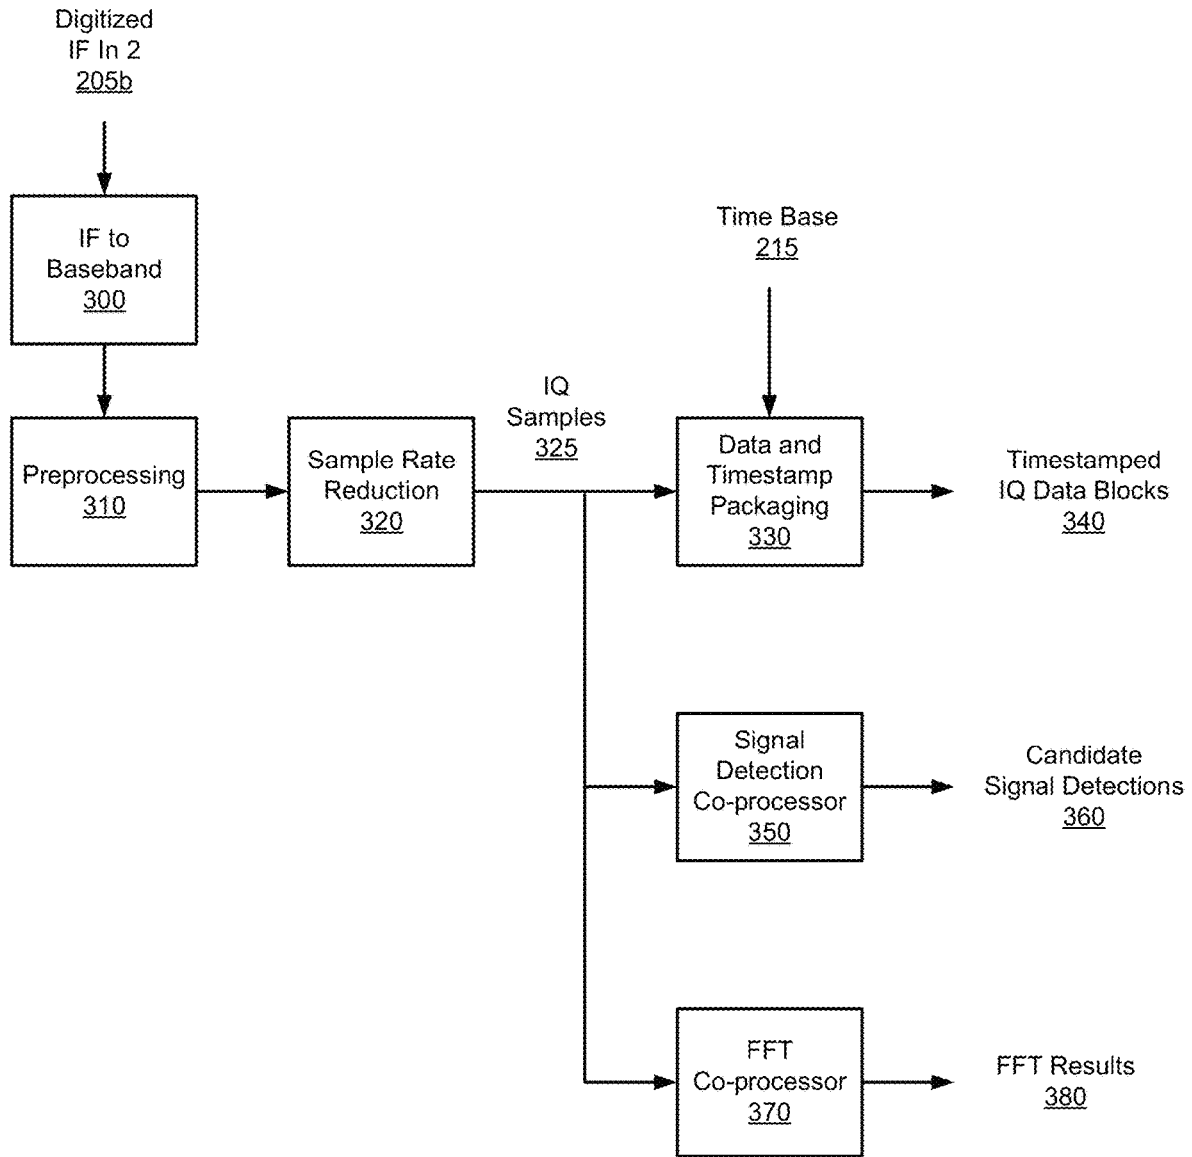 Digitized
IF In 2
205b
IF to
Baseband
300
Time Base
215
Preprocessing
310
Sample Rate
Reduction
320
IQ
Samples
325
Data and
Timestamp
Packaging
330
Timestamped
IQ Data Blocks
340
Signal
Detection
Co-processor
350
Candidate
Signal Detections
360
FFT
Co-processor
370
FFT Results
380